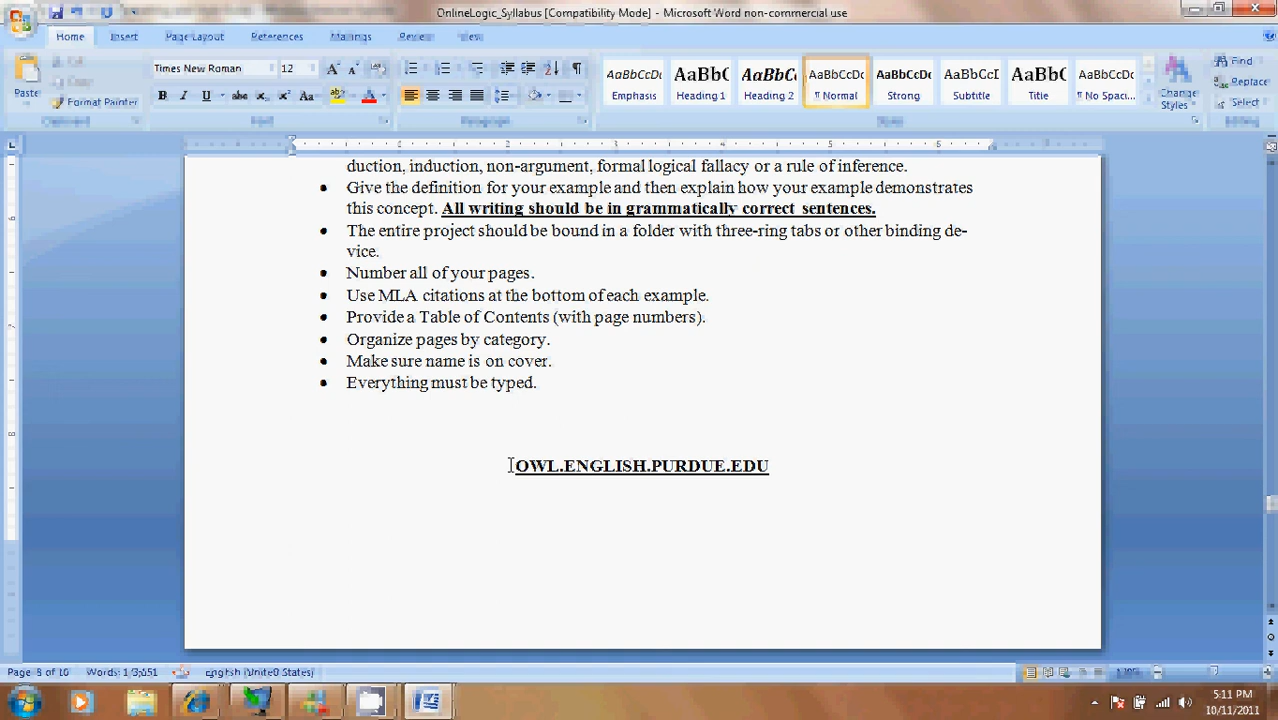 OnlineLogic_Syllabus [Compatibility Mode] - Microsoft Word non-commercial use
Home Insert Page Layout References Mailings Review View
Times New Roman 12
Paste
Format Painter
AaBbCcDc AaBbC AaBbC AaBbCcDc AaBbCcDc AaBbCcI AaBbC AaBbCcDc
Emphasis Heading 1 Heading 2 ¶ Normal Strong Subtitle Title ¶ No Spaci...
Change Styles
Find
Replace
Select
Font Paragraph
duction, induction, non-argument, formal logical fallacy or a rule of inference.
• Give the definition for your example and then explain how your example demonstrates
this concept. All writing should be in grammatically correct sentences.
• The entire project should be bound in a folder with three-ring tabs or other binding de-
vice.
• Number all of your pages.
• Use MLA citations at the bottom of each example.
• Provide a Table of Contents (with page numbers).
• Organize pages by category.
• Make sure name is on cover.
• Everything must be typed.
OWL.ENGLISH.PURDUE.EDU
Page 8 of 10 English (United States)
5:11 PM
10/11/2011